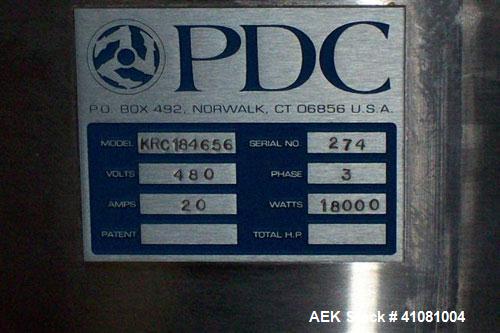 PDC
P.O. BOX 492, NORWALK, CT 06856 U.S.A.
MODEL KRC184656 SERIAL NO. 274
VOLTS 480 PHASE 3
AMPS 20 WATTS 18000
PATENT TOTAL H.P.
AEK Stock # 41081004